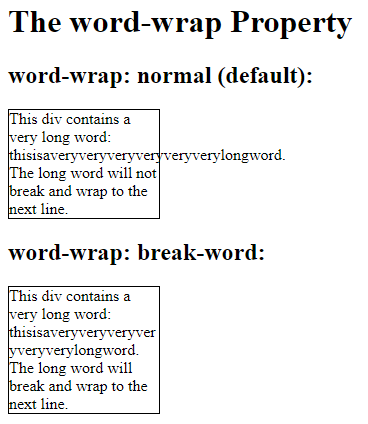 The word-wrap Property
word-wrap: normal (default):
This div contains a
very long word:
thisisaveryveryveryveryveryverylongword.
The long word will not
break and wrap to the
next line.
word-wrap: break-word:
This div contains a
very long word:
thisisaveryveryveryver
yveryverylongword.
The long word will
break and wrap to the
next line.